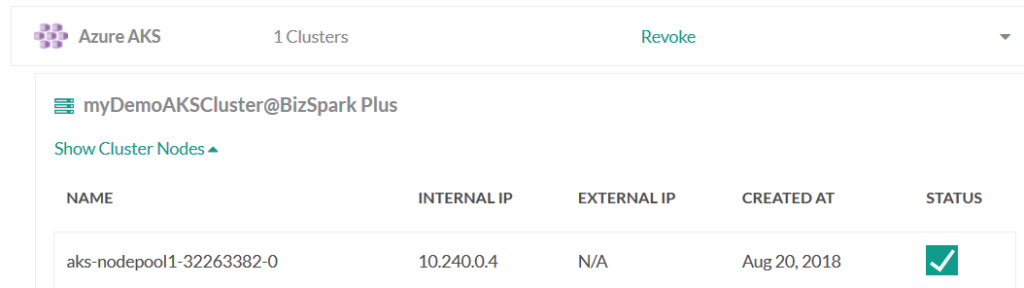 Azure AKS 1 Clusters Revoke
myDemoAKSCluster@BizSpark Plus
Show Cluster Nodes
NAME INTERNAL IP EXTERNAL IP CREATED AT STATUS
aks-nodepool1-32263382-0 10.240.0.4 N/A Aug 20, 2018